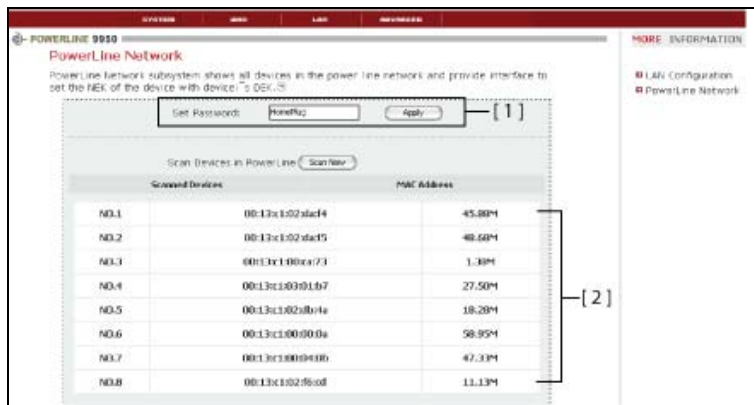 SYSTEM MISC LAN ADVANCED
POWERLINE 9930
MORE INFORMATION
PowerLine Network
PowerLine Network subsystem shows all devices in the power line network and provide interface to
set the NEK of the device with device's DEK.
LAN Configuration
PowerLine Network
Set Password: HomePlug Apply [1]
Scan Devices in PowerLine Scan Now
Scanned Devices MAC Address
NO.1 00:13:c1:02:da:f4 45.88M
NO.2 00:13:c1:02:da:f5 48.68M
NO.3 00:13:c1:00:ca:73 1.38M
NO.4 00:13:c1:03:01:b7 27.50M
NO.5 00:13:c1:02:db:4a 18.28M
[2]
NO.6 00:13:c1:00:00:0a 58.95M
NO.7 00:13:c1:00:04:0b 47.33M
NO.8 00:13:c1:02:f6:cd 11.13M